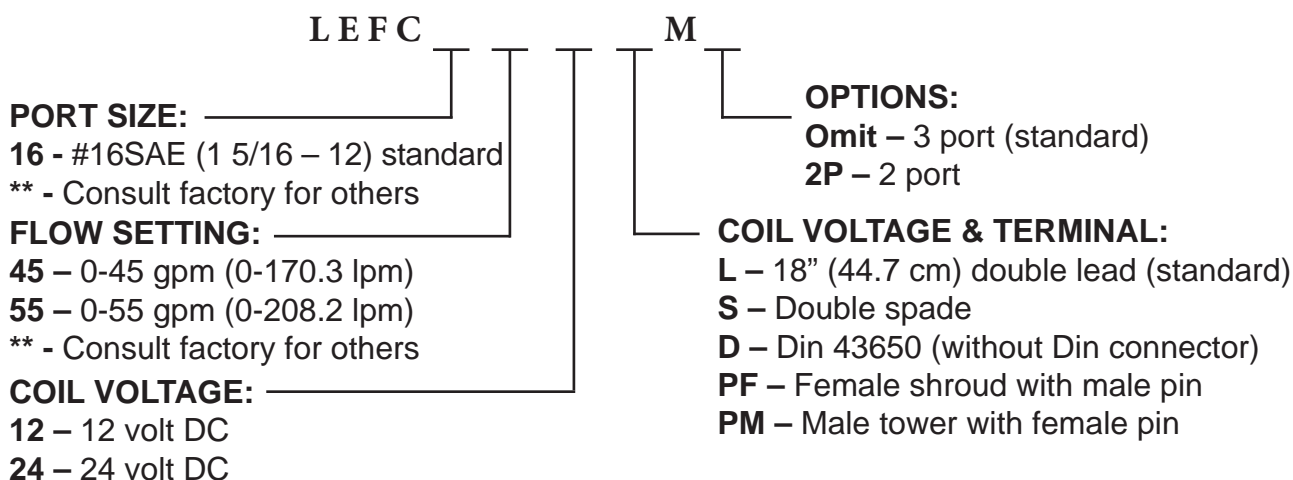 LEFC M
PORT SIZE:
16 - #16SAE (1 5/16 – 12) standard
** - Consult factory for others
FLOW SETTING:
45 – 0-45 gpm (0-170.3 lpm)
55 – 0-55 gpm (0-208.2 lpm)
** - Consult factory for others
COIL VOLTAGE:
12 – 12 volt DC
24 – 24 volt DC
OPTIONS:
Omit – 3 port (standard)
2P – 2 port
COIL VOLTAGE & TERMINAL:
L – 18” (44.7 cm) double lead (standard)
S – Double spade
D – Din 43650 (without Din connector)
PF – Female shroud with male pin
PM – Male tower with female pin